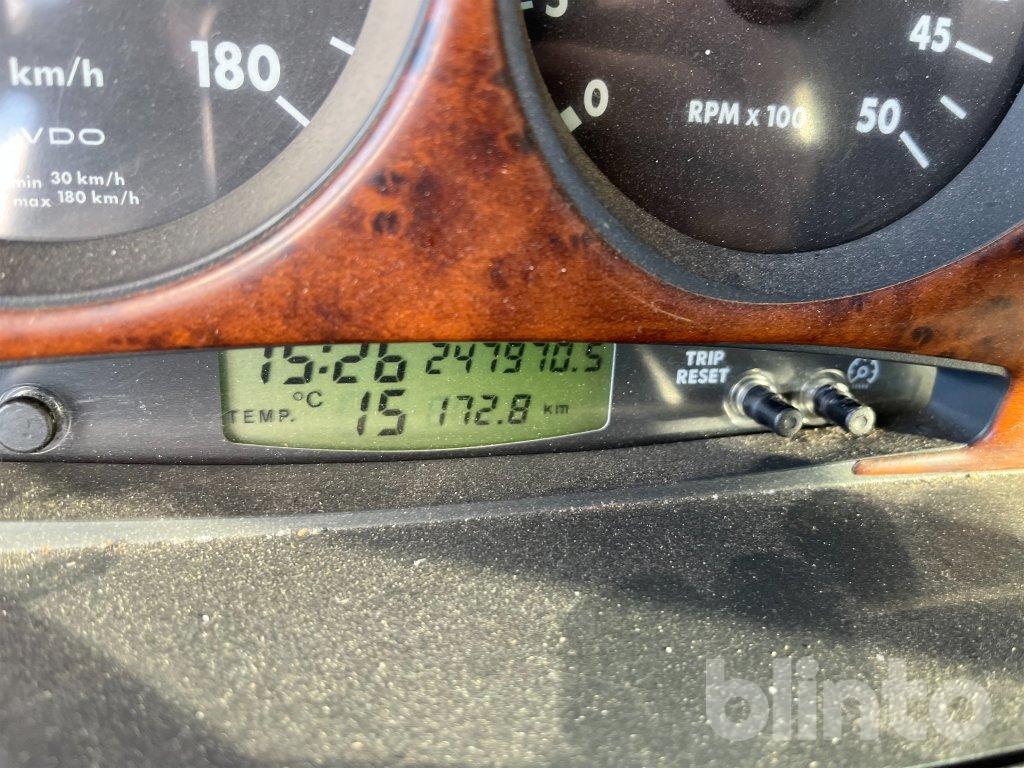 180
km/h
VDO
min 30 km/h
max 180 km/h
5
0
RPM x 100
45
50
15:26 247970.5
TEMP. °C 15 172.8 km
TRIP
RESET
blinto